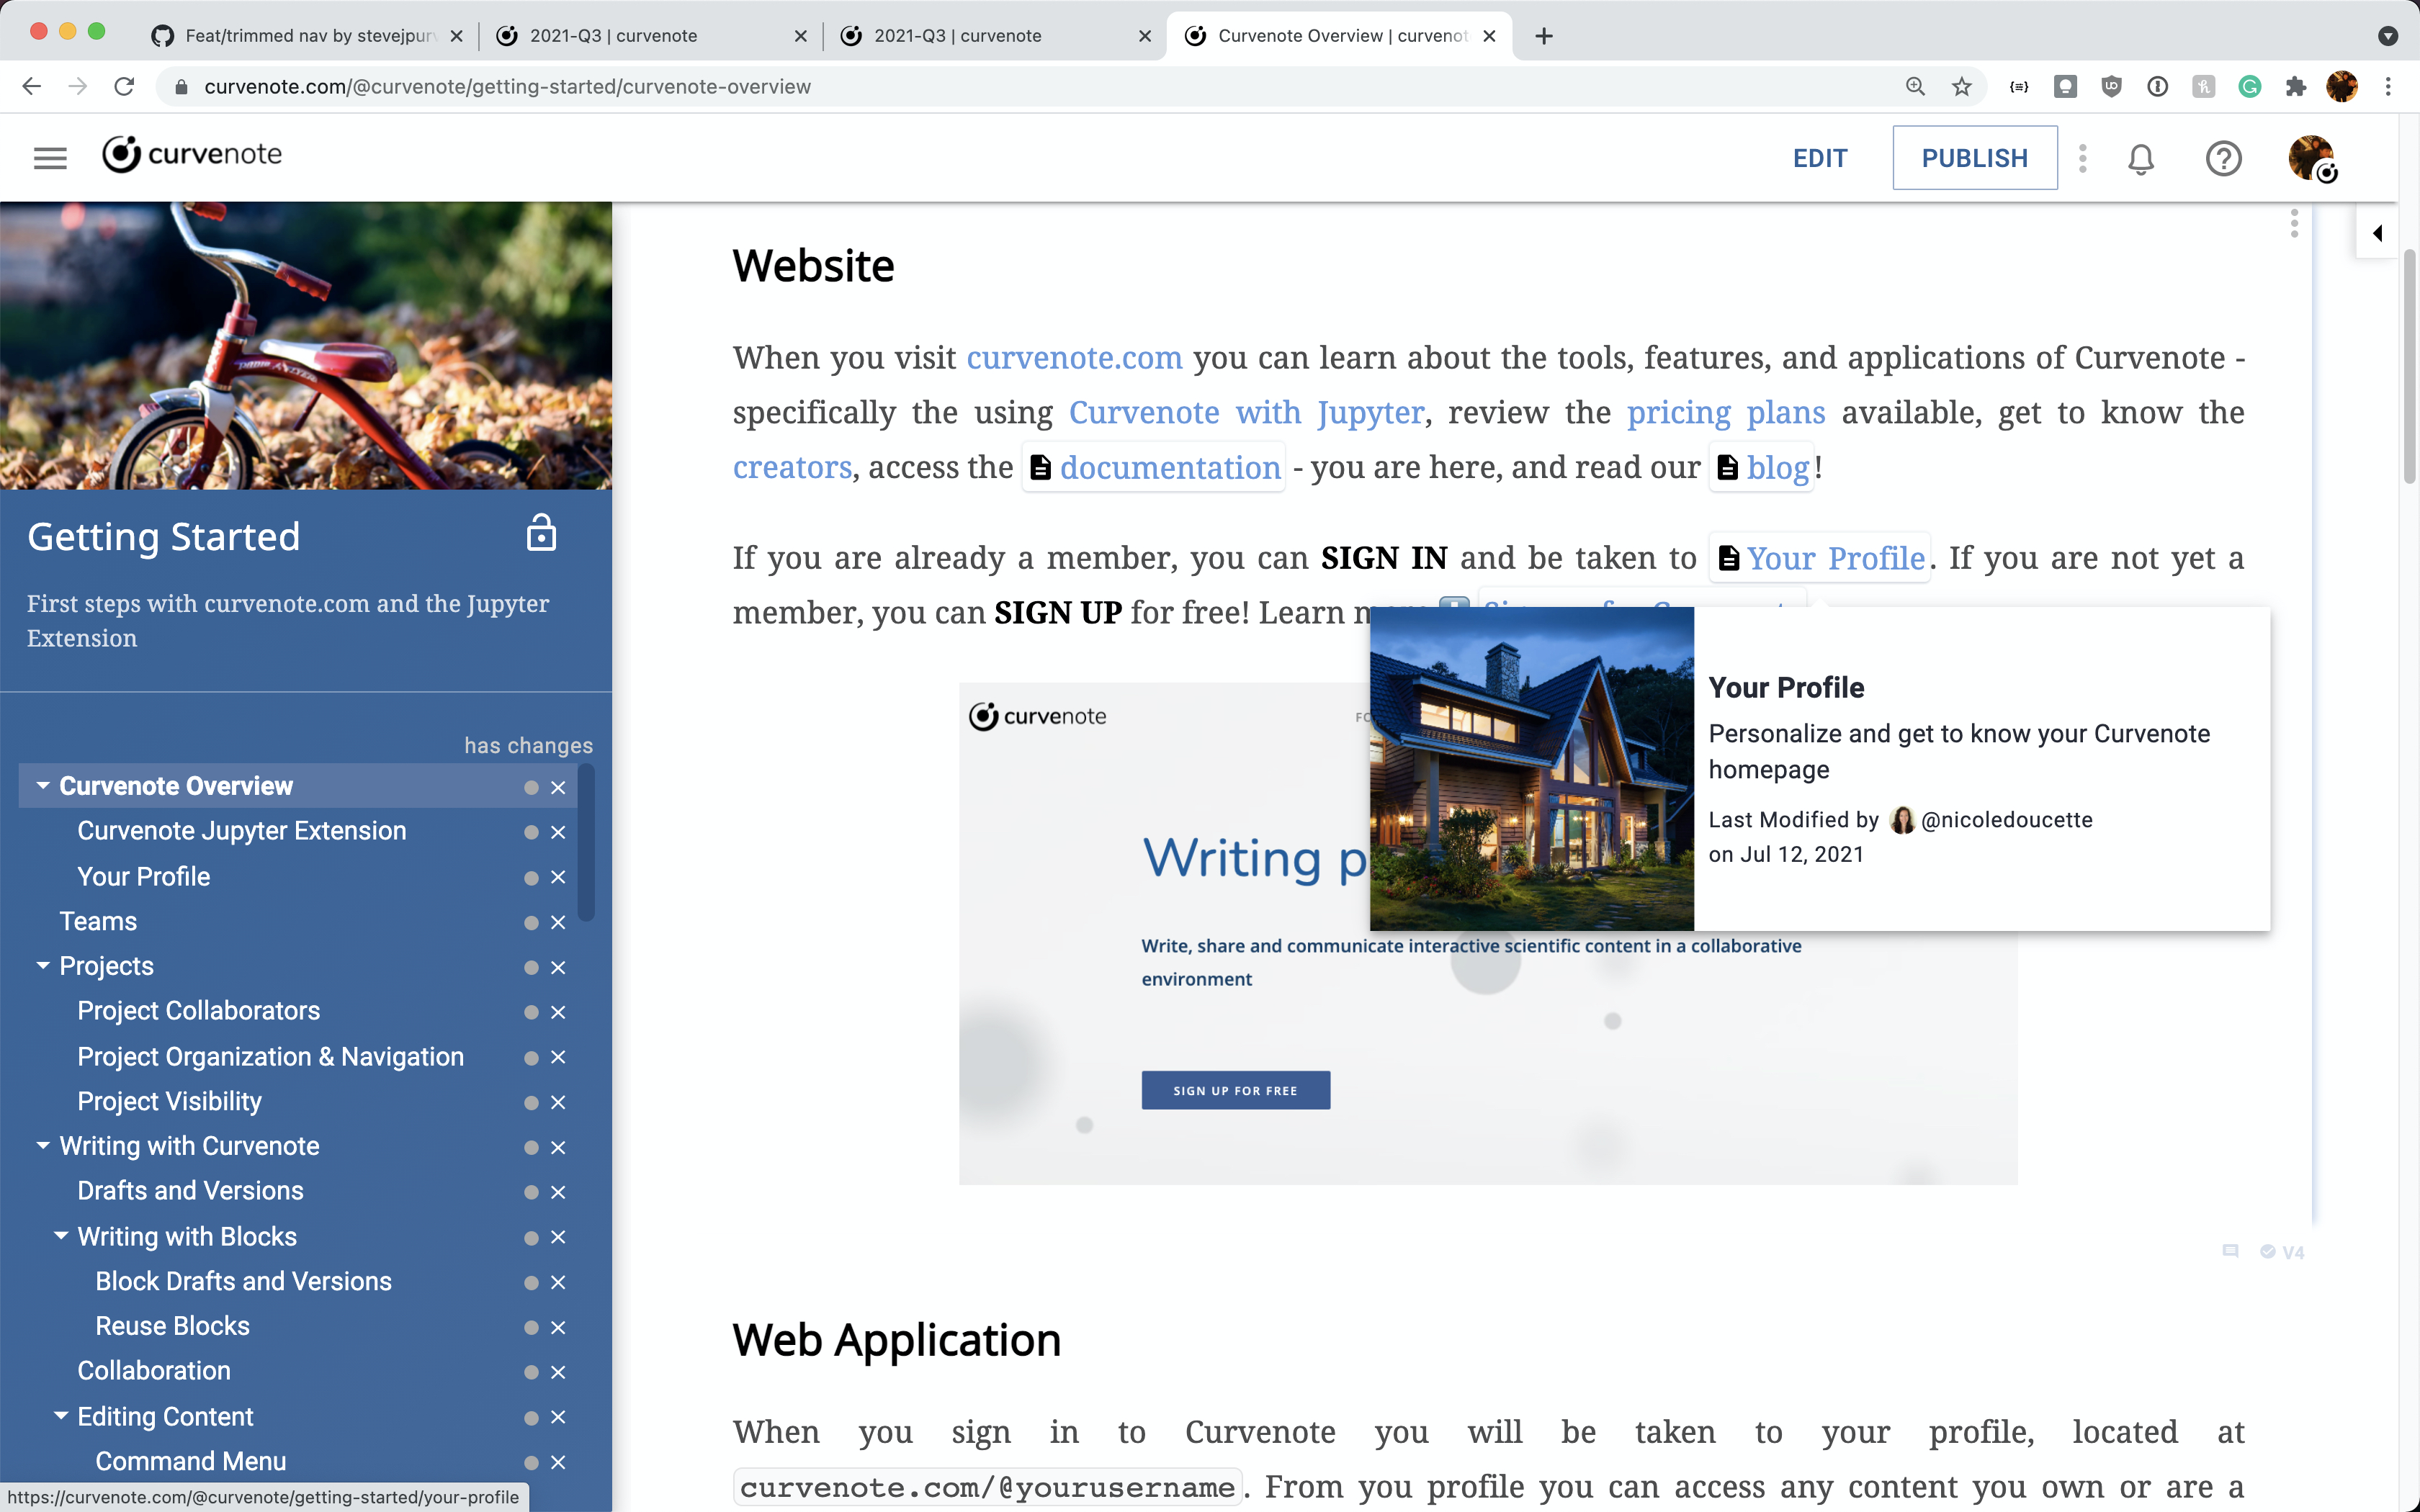 Feat/trimmed nav by stevejpur
2021-Q3 | curvenote
2021-Q3 | curvenote
Curvenote Overview | curvenot
curvenote.com/@curvenote/getting-started/curvenote-overview
curvenote
EDIT
PUBLISH
Getting Started
First steps with curvenote.com and the Jupyter
Extension
has changes
Curvenote Overview
Curvenote Jupyter Extension
Your Profile
Teams
Projects
Project Collaborators
Project Organization & Navigation
Project Visibility
Writing with Curvenote
Drafts and Versions
Writing with Blocks
Block Drafts and Versions
Reuse Blocks
Collaboration
Editing Content
Command Menu
https://curvenote.com/@curvenote/getting-started/your-profile
Website
When you visit curvenote.com you can learn about the tools, features, and applications of Curvenote -
specifically the using Curvenote with Jupyter, review the pricing plans available, get to know the
creators, access the documentation - you are here, and read our blog!
If you are already a member, you can SIGN IN and be taken to Your Profile. If you are not yet a
member, you can SIGN UP for free! Learn
Your Profile
Personalize and get to know your Curvenote
homepage
Last Modified by @nicoledoucette
on Jul 12, 2021
curvenote
FO
Writing p
Write, share and communicate interactive scientific content in a collaborative
environment
SIGN UP FOR FREE
V4
Web Application
When you sign in to Curvenote you will be taken to your profile, located at
curvenote.com/@yourusername. From you profile you can access any content you own or are a